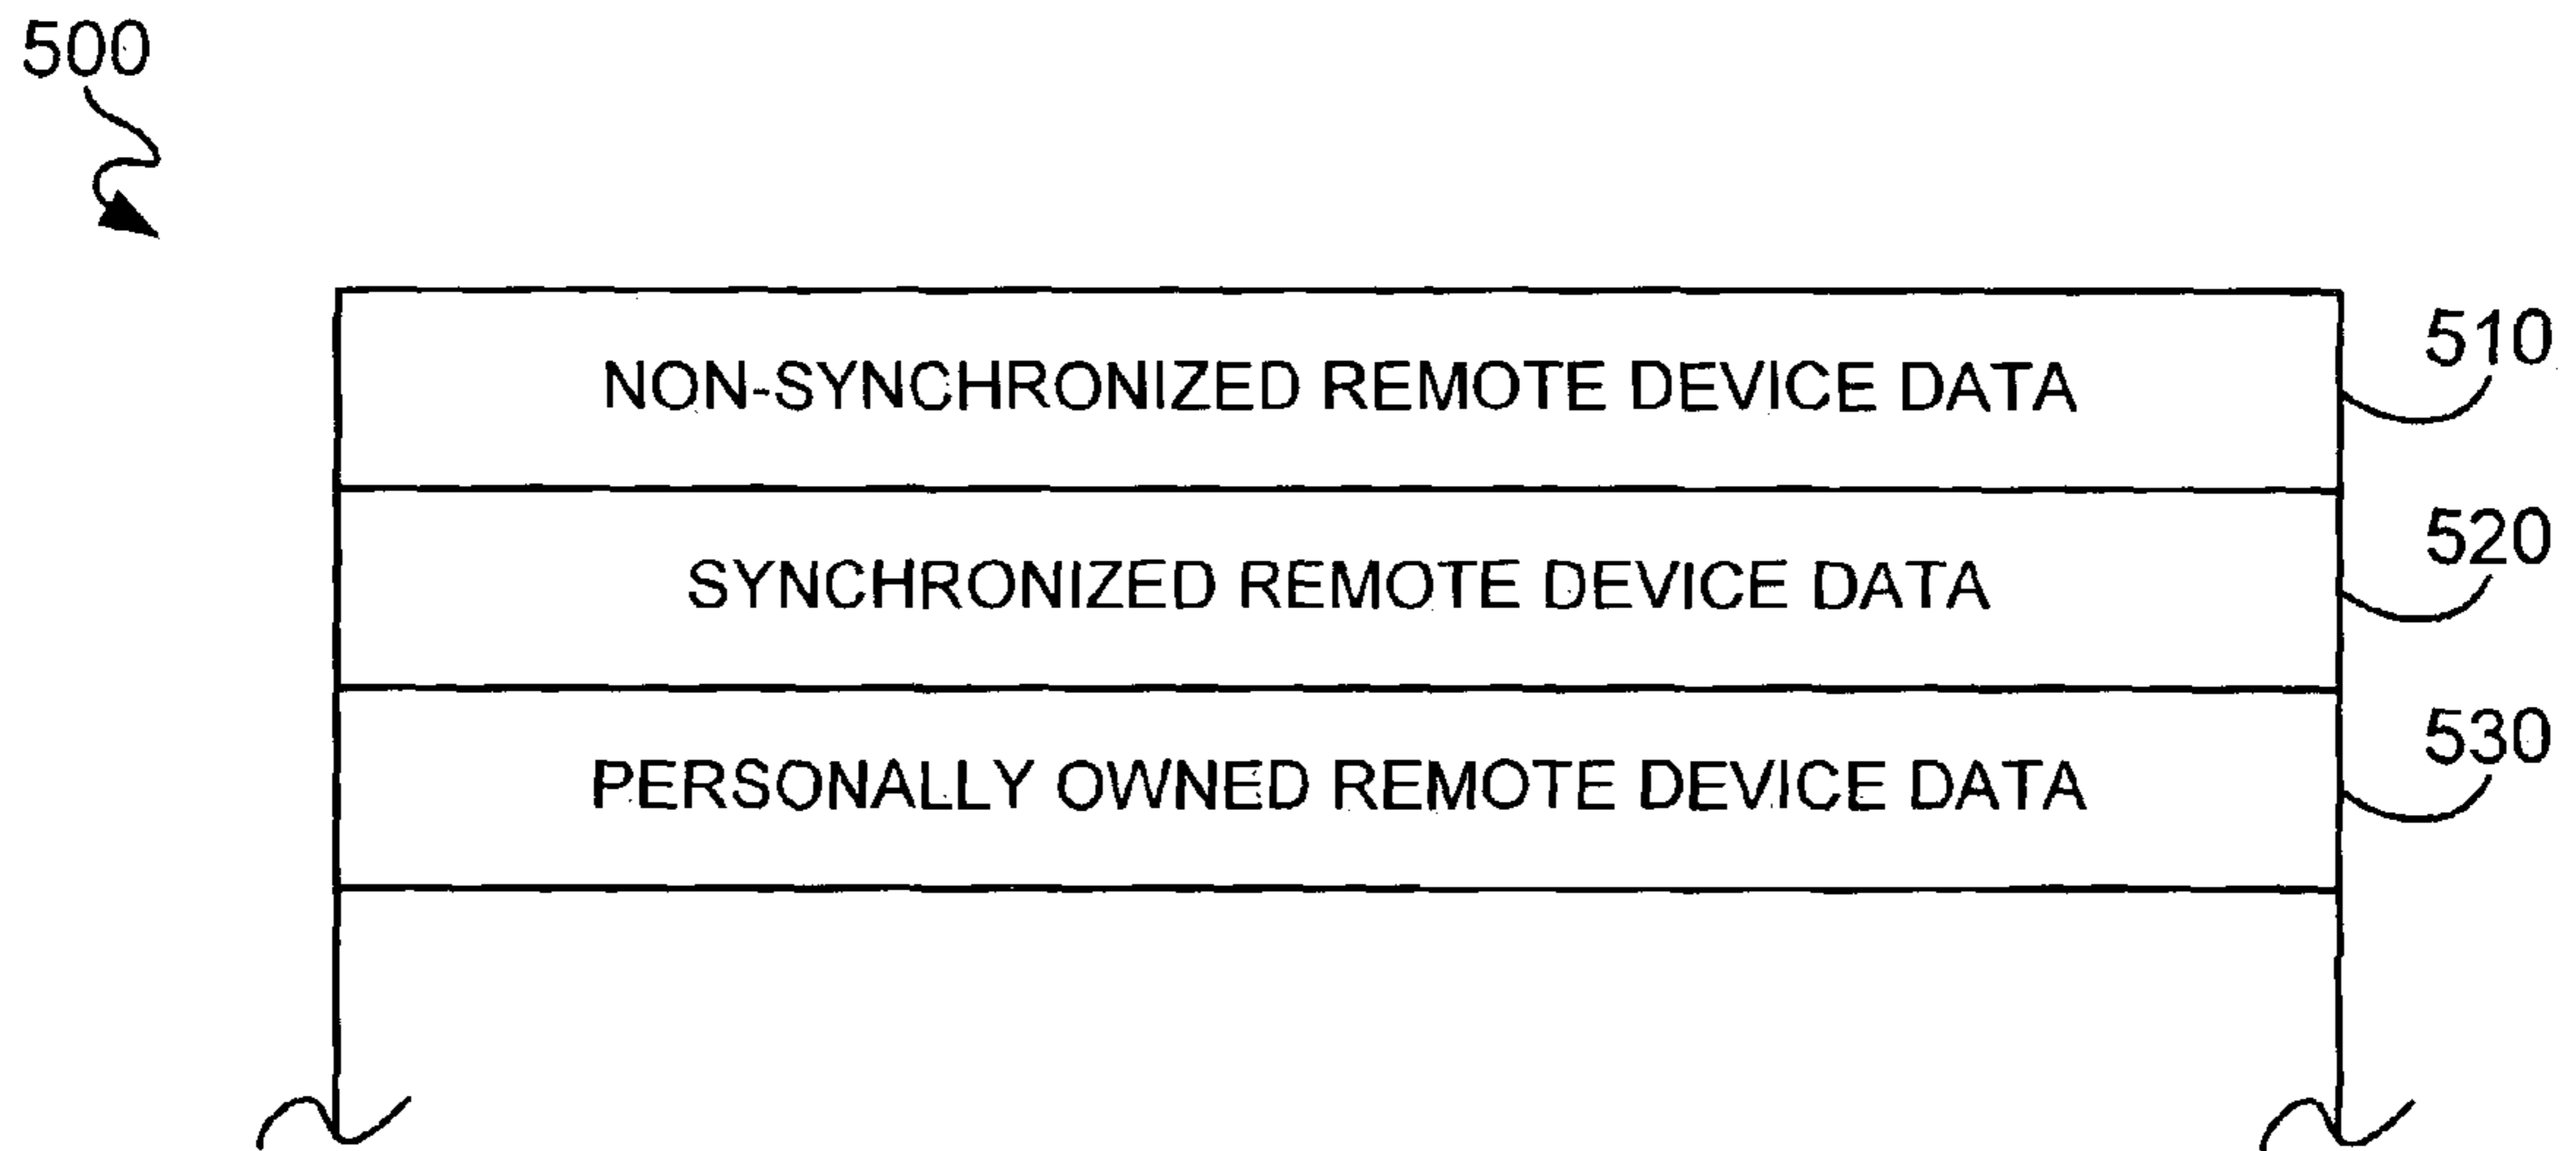 500
NON-SYNCHRONIZED REMOTE DEVICE DATA
510
SYNCHRONIZED REMOTE DEVICE DATA
520
PERSONALLY OWNED REMOTE DEVICE DATA
530